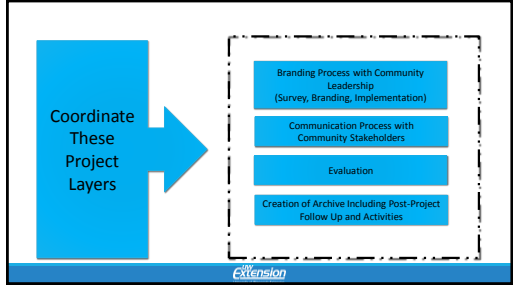 Coordinate
These
Project
Layers
Branding Process with Community
Leadership
(Survey, Branding, Implementation)
Communication Process with
Community Stakeholders
Evaluation
Creation of Archive Including Post-Project
Follow Up and Activities
UW
Extension